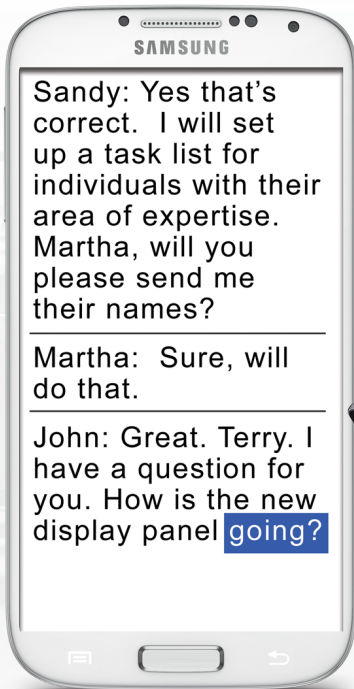 SAMSUNG
Sandy: Yes that's
correct.  I will set
up a task list for
individuals with their
area of expertise.
Martha, will you
please send me
their names?
Martha:  Sure, will
do that.
John: Great. Terry. I
have a question for
you. How is the new
display panel going?